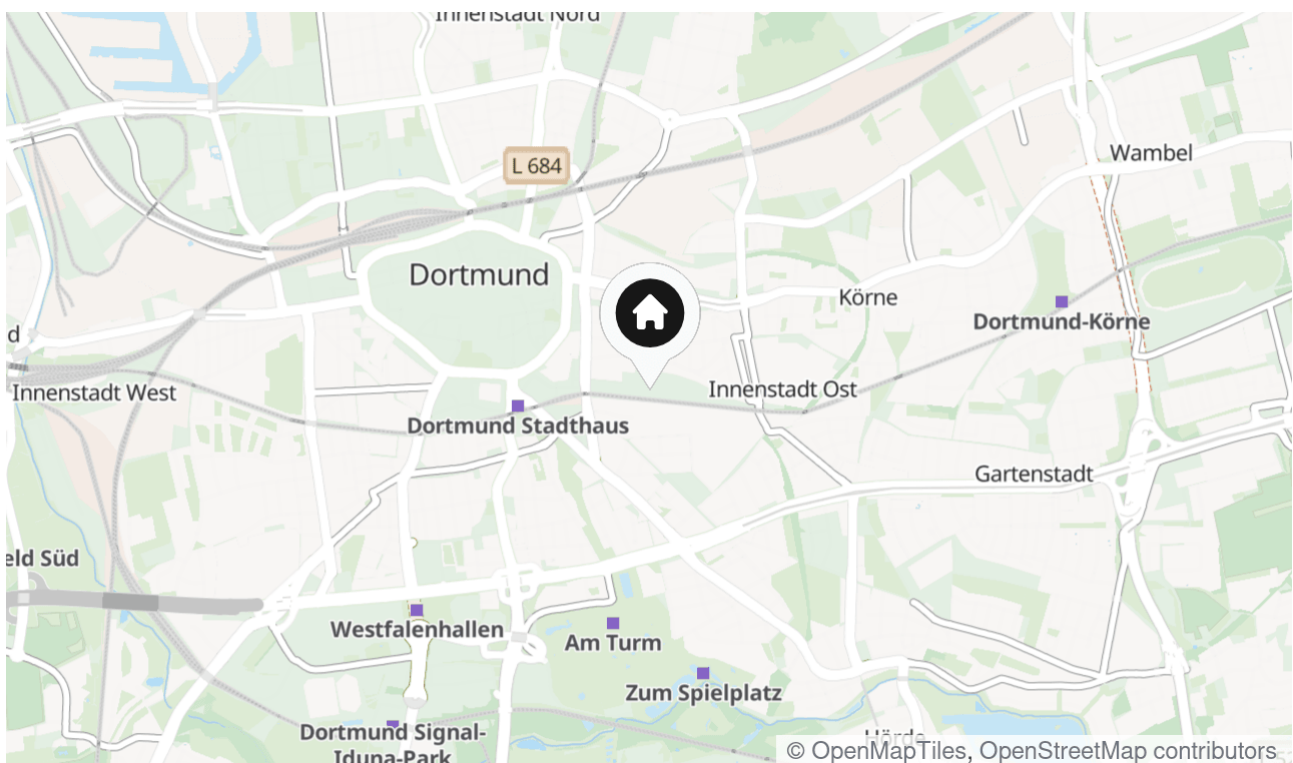 Innenstadt Nord
L 684
Wambel
Dortmund
Körne
Dortmund-Körne
d
Innenstadt West
Innenstadt Ost
Dortmund Stadthaus
Gartenstadt
eld Süd
Westfalenhallen
Am Turm
Zum Spielplatz
Dortmund Signal-
Iduna-Park
Hörde
© OpenMapTiles, OpenStreetMap contributors